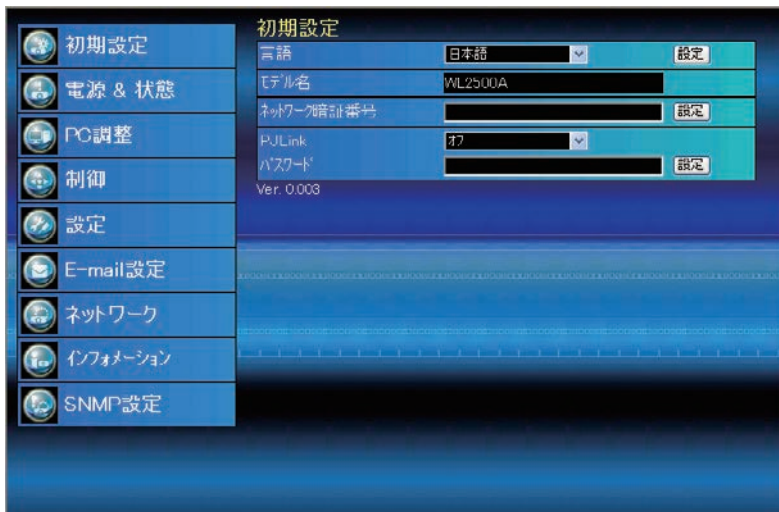 初期設定
電源 & 状態
PC調整
制御
設定
E-mail設定
ネットワーク
インフォメーション
SNMP設定
初期設定
言語 日本語 設定
モデル名 WL2500A
ネットワーク暗証番号 設定
PJLink オフ
パスワード 設定
Ver. 0.003